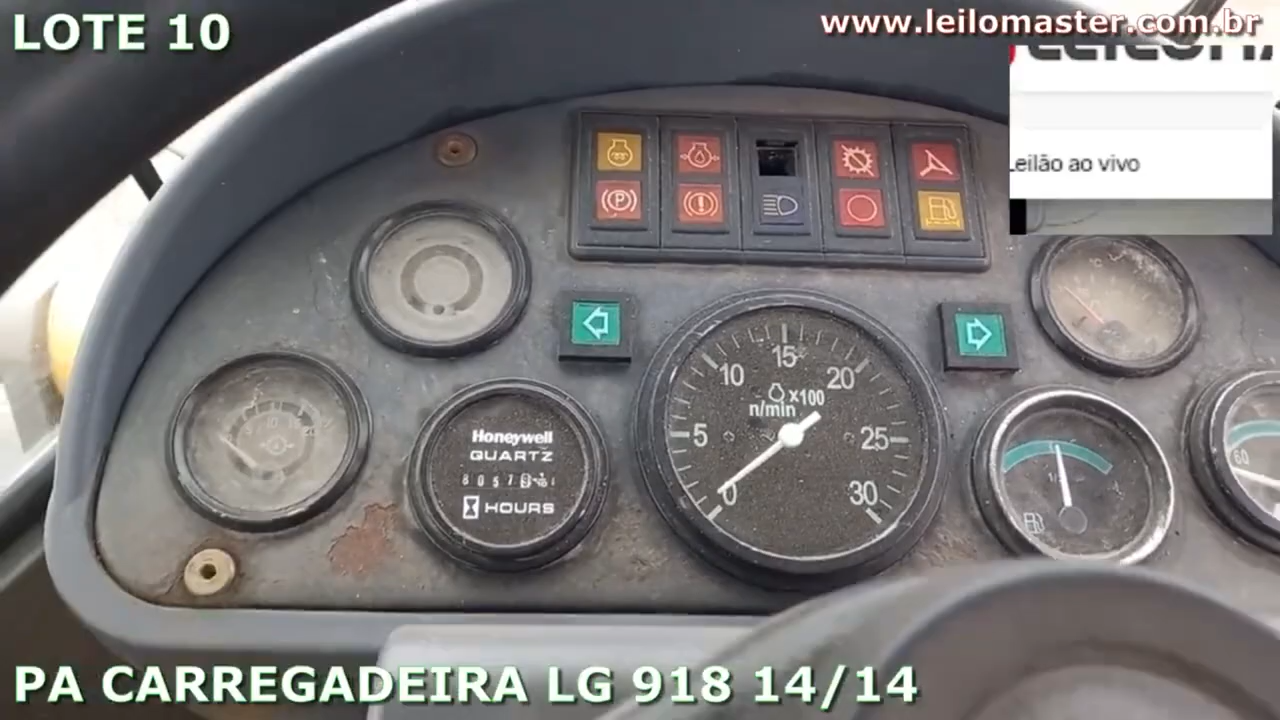 LOTE 10
www.leilomaster.com.br
Leilão ao vivo
Honeywell
QUARTZ
HOURS
0 5 10 15 20 25 30
x100
n/min
60
PA CARREGADEIRA LG 918 14/14